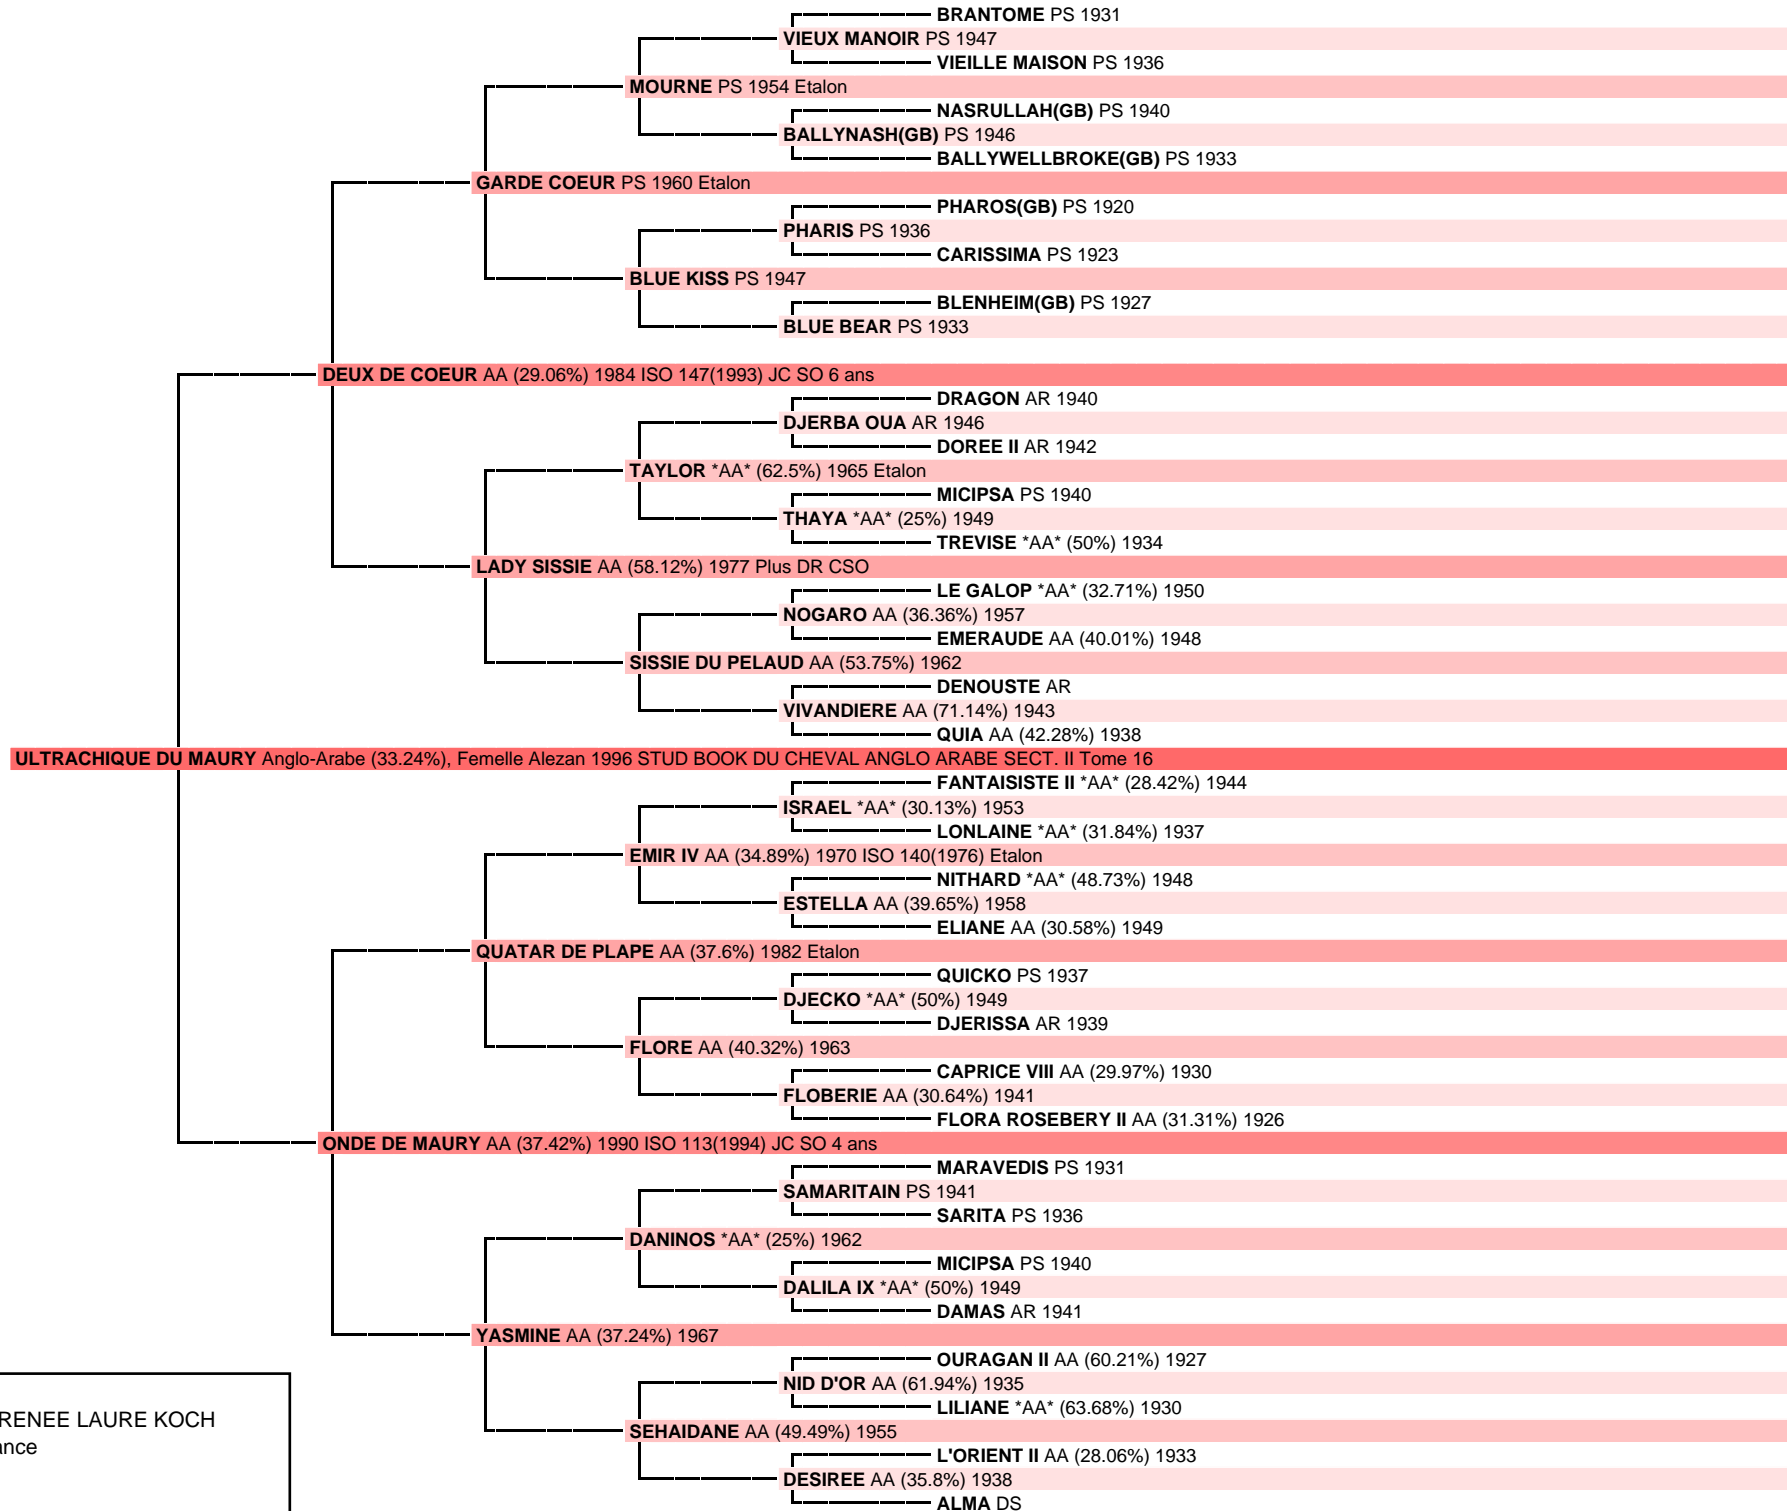 BRANTOME PS 1931
VIEUX MANOIR PS 1947
VIEILLE MAISON PS 1936
MOURNE PS 1954 Etalon
NASRULLAH(GB) PS 1940
BALLYNASH(GB) PS 1946
BALLYWELLBROKE(GB) PS 1933
GARDE COEUR PS 1960 Etalon
PHAROS(GB) PS 1920
PHARIS PS 1936
CARISSIMA PS 1923
BLUE KISS PS 1947
BLENHEIM(GB) PS 1927
BLUE BEAR PS 1933
DEUX DE COEUR AA (29.06%) 1984 ISO 147(1993) JC SO 6 ans
DRAGON AR 1940
DJERBA OUA AR 1946
DOREE II AR 1942
TAYLOR *AA* (62.5%) 1965 Etalon
MICIPSA PS 1940
THAYA *AA* (25%) 1949
TREVISE *AA* (50%) 1934
LADY SISSIE AA (58.12%) 1977 Plus DR CSO
LE GALOP *AA* (32.71%) 1950
NOGARO AA (36.36%) 1957
EMERAUDE AA (40.01%) 1948
SISSIE DU PELAUD AA (53.75%) 1962
DENOUSTE AR
VIVANDIERE AA (71.14%) 1943
QUIA AA (42.28%) 1938
ULTRACHIQUE DU MAURY Anglo-Arabe (33.24%), Femelle Alezan 1996 STUD BOOK DU CHEVAL ANGLO ARABE SECT. II Tome 16
FANTAISISTE II *AA* (28.42%) 1944
ISRAEL *AA* (30.13%) 1953
LONLAINE *AA* (31.84%) 1937
EMIR IV AA (34.89%) 1970 ISO 140(1976) Etalon
NITHARD *AA* (48.73%) 1948
ESTELLA AA (39.65%) 1958
ELIANE AA (30.58%) 1949
QUATAR DE PLAPE AA (37.6%) 1982 Etalon
QUICKO PS 1937
DJECKO *AA* (50%) 1949
DJERISSA AR 1939
FLORE AA (40.32%) 1963
CAPRICE VIII AA (29.97%) 1930
FLOBERIE AA (30.64%) 1941
FLORA ROSEBERY II AA (31.31%) 1926
ONDE DE MAURY AA (37.42%) 1990 ISO 113(1994) JC SO 4 ans
MARAVEDIS PS 1931
SAMARITAIN PS 1941
SARITA PS 1936
DANINOS *AA* (25%) 1962
MICIPSA PS 1940
DALILA IX *AA* (50%) 1949
DAMAS AR 1941
YASMINE AA (37.24%) 1967
OURAGAN II AA (60.21%) 1927
NID D'OR AA (61.94%) 1935
LILIANE *AA* (63.68%) 1930
RENEE LAURE KOCH
SEHAIDANE AA (49.49%) 1955
ance
L'ORIENT II AA (28.06%) 1933
DESIREE AA (35.8%) 1938
ALMA DS